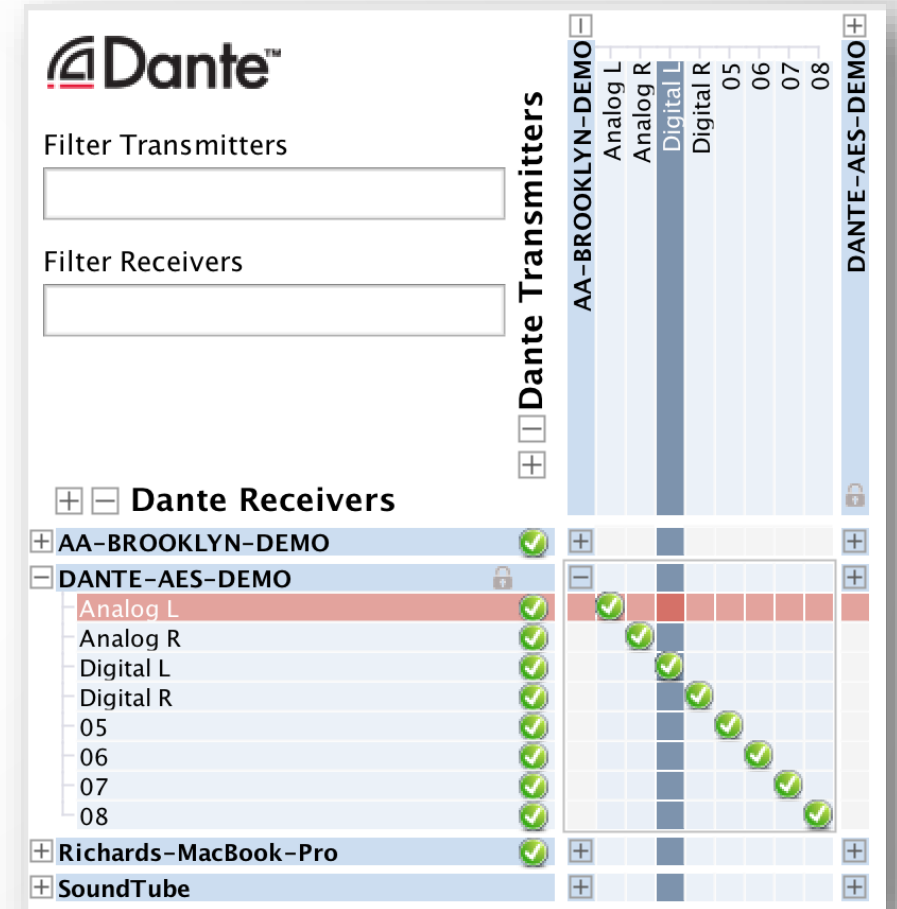 Dante™
Filter Transmitters
Filter Receivers
Dante Transmitters
AA-BROOKLYN-DEMO
Analog L
Analog R
Digital L
Digital R
05
06
07
08
DANTE-AES-DEMO
Dante Receivers
AA-BROOKLYN-DEMO
DANTE-AES-DEMO
Analog L
Analog R
Digital L
Digital R
05
06
07
08
Richards-MacBook-Pro
SoundTube